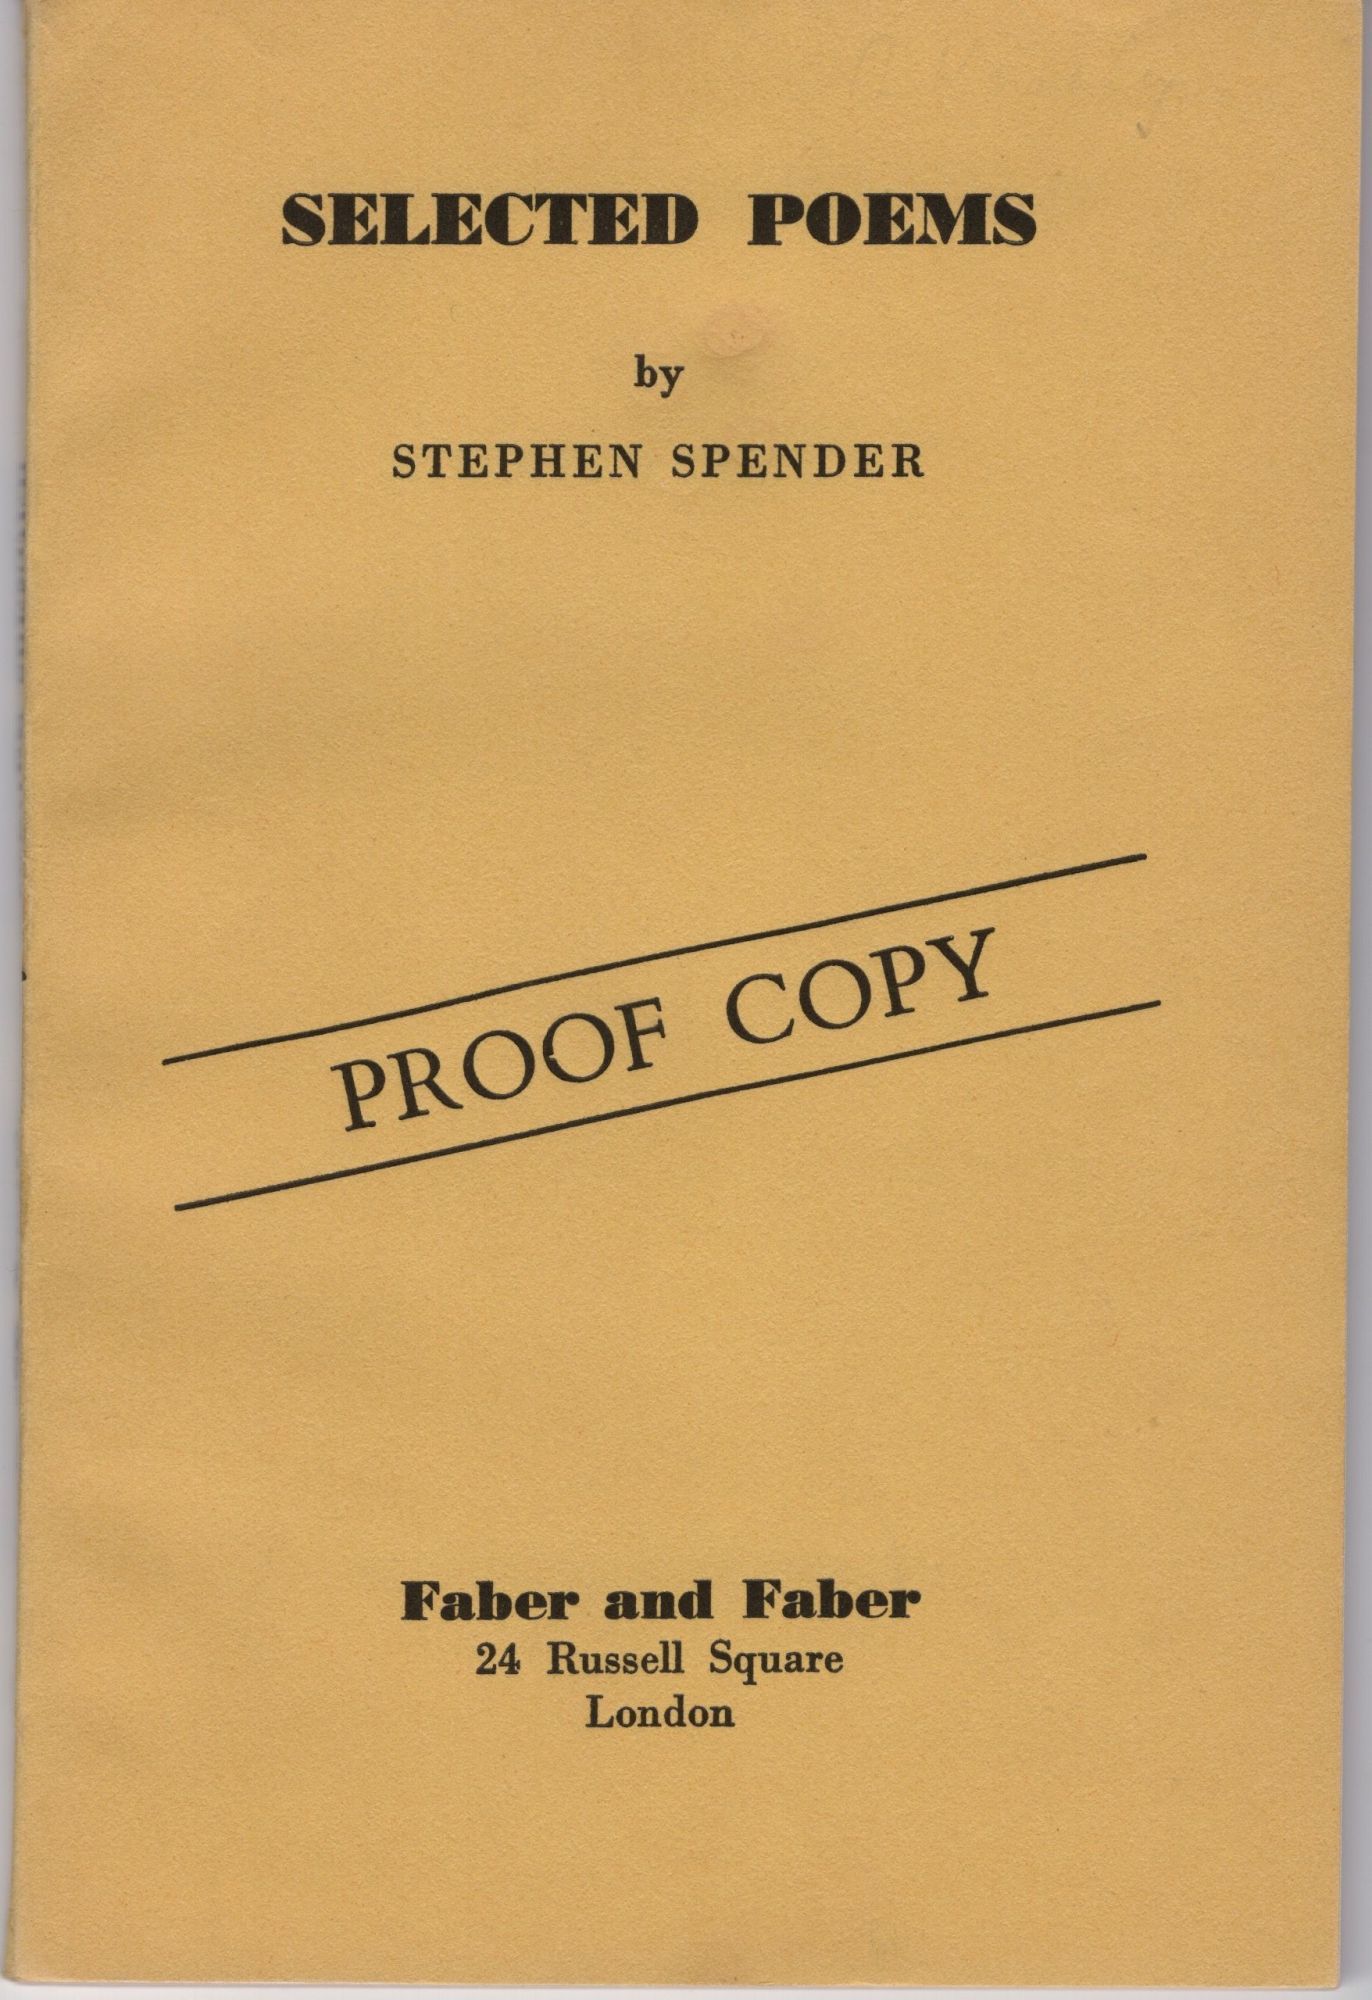 SELECTED POEMS
by
STEPHEN SPENDER
PROOF COPY
Faber and Faber
24 Russell Square
London